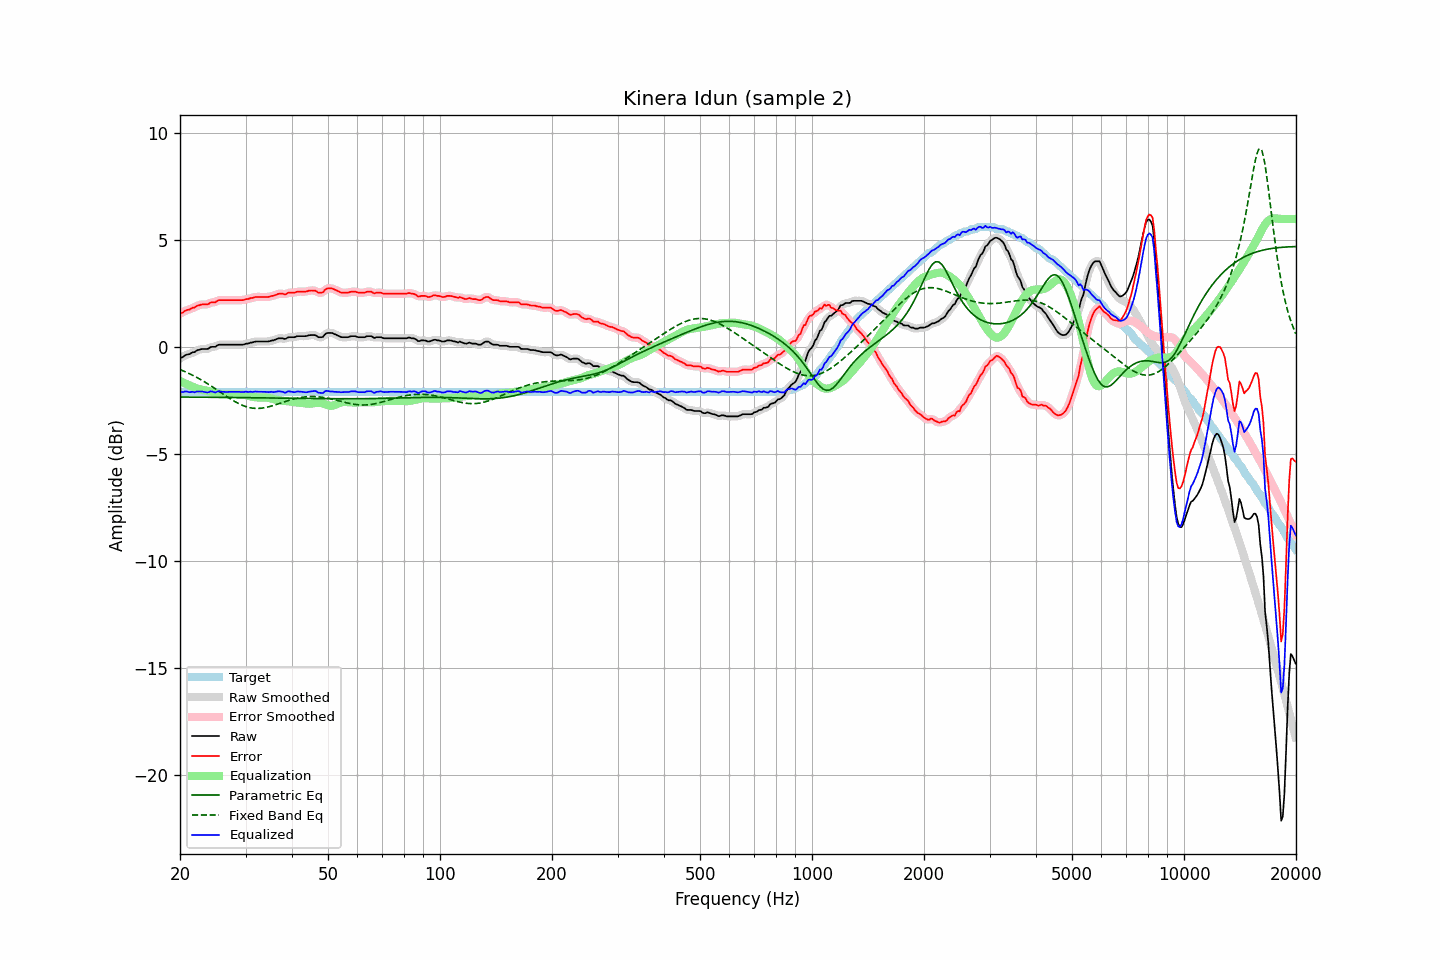 Kinera Idun (sample 2)
10
5
0
−5
−10
−15
−20
Amplitude (dBr)
Target
Raw Smoothed
Error Smoothed
Raw
Error
Equalization
Parametric Eq
Fixed Band Eq
Equalized
20 50 100 200 500 1000 2000 5000 10000 20000
Frequency (Hz)